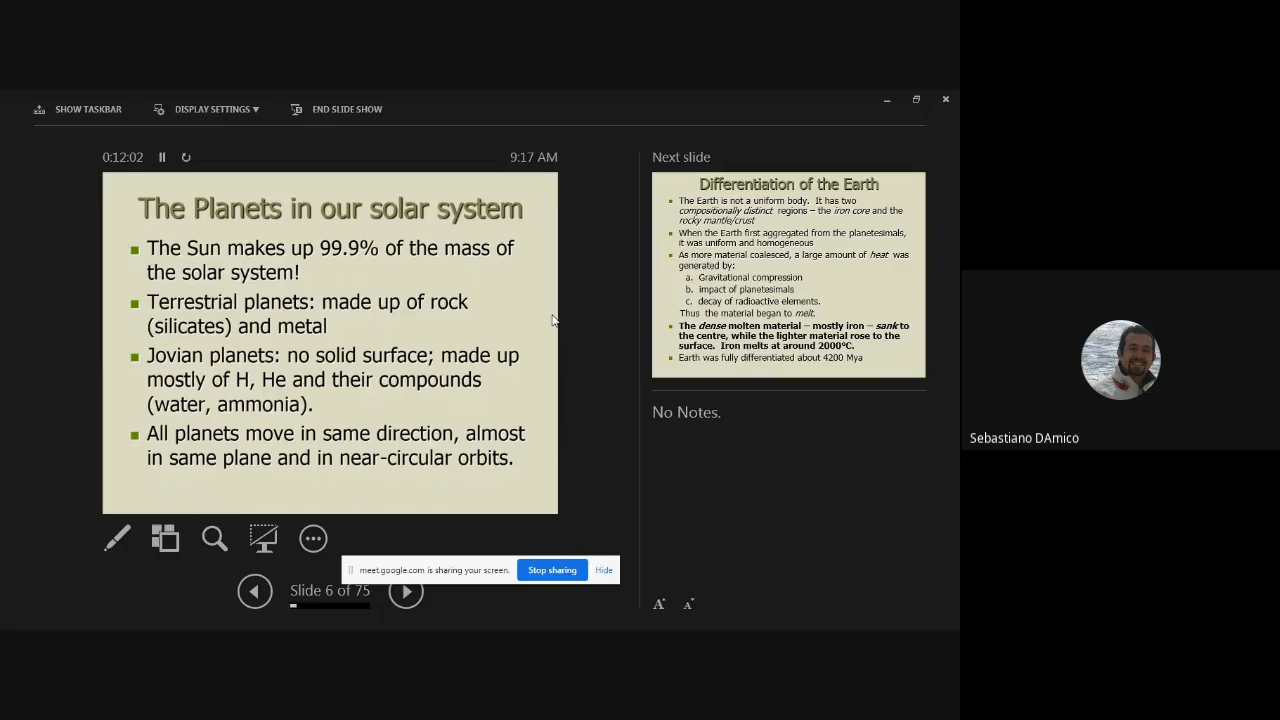 SHOW TASKBAR
DISPLAY SETTINGS
END SLIDE SHOW
0:12:02
9:17 AM
The Planets in our solar system
The Sun makes up 99.9% of the mass of
the solar system!
Terrestrial planets: made up of rock
(silicates) and metal
Jovian planets: no solid surface; made up
mostly of H, He and their compounds
(water, ammonia).
All planets move in same direction, almost
in same plane and in near-circular orbits.
meet.google.com is sharing your screen.
Stop sharing
Hide
Slide 6 of 75
Next slide
Differentiation of the Earth
The Earth is not a uniform body. It has two
compositionally distinct regions – the iron core and the
rocky mantle/crust
When the Earth first aggregated from the planetesimals,
it was uniform and homogeneous
As more material coalesced, a large amount of heat was
generated by:
a. Gravitational compression
b. impact of planetesimals
c. decay of radioactive elements.
Thus the material began to melt.
The dense molten material – mostly iron – sank to
the centre, while the lighter material rose to the
surface. Iron melts at around 2000°C.
Earth was fully differentiated about 4200 Mya
No Notes.
A A
Sebastiano DAmico